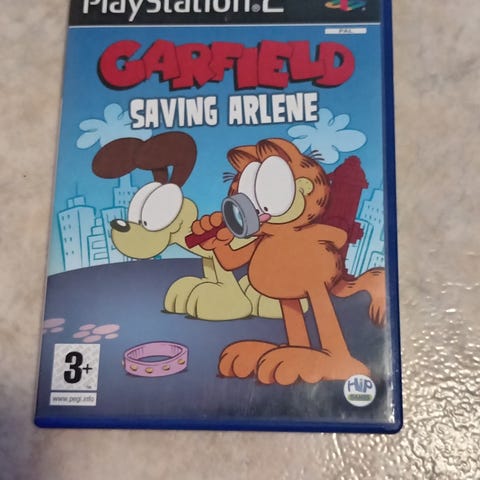 PlayStation®2
PAL
GARFIELD
SAVING ARLENE
3+
www.pegi.info
HIP
GAMES